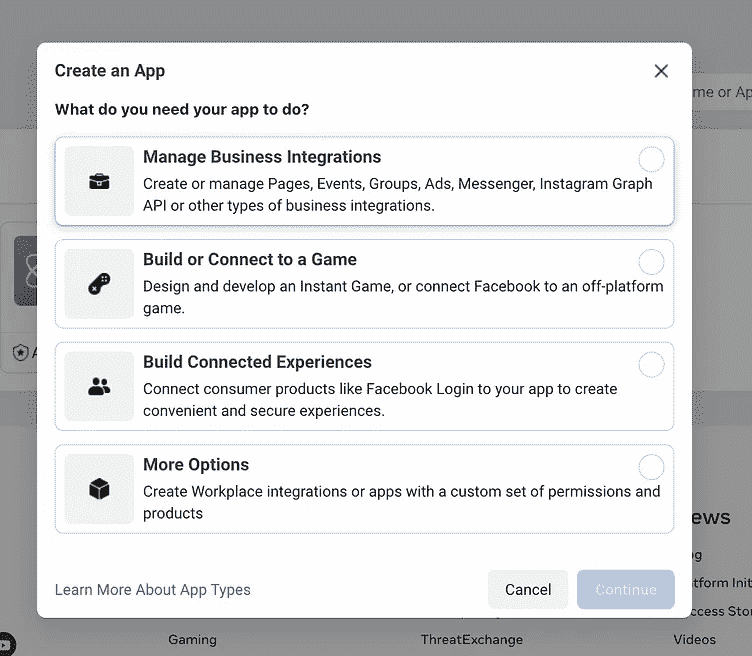 Create an App
What do you need your app to do?
me or Ap
Manage Business Integrations
Create or manage Pages, Events, Groups, Ads, Messenger, Instagram Graph
API or other types of business integrations.
Build or Connect to a Game
Design and develop an Instant Game, or connect Facebook to an off-platform
game.
A
Build Connected Experiences
Connect consumer products like Facebook Login to your app to create
convenient and secure experiences.
More Options
Create Workplace integrations or apps with a custom set of permissions and
products
ews
og
tform Init
ccess Stor
Learn More About App Types
Cancel
Continue
Gaming
ThreatExchange
Videos